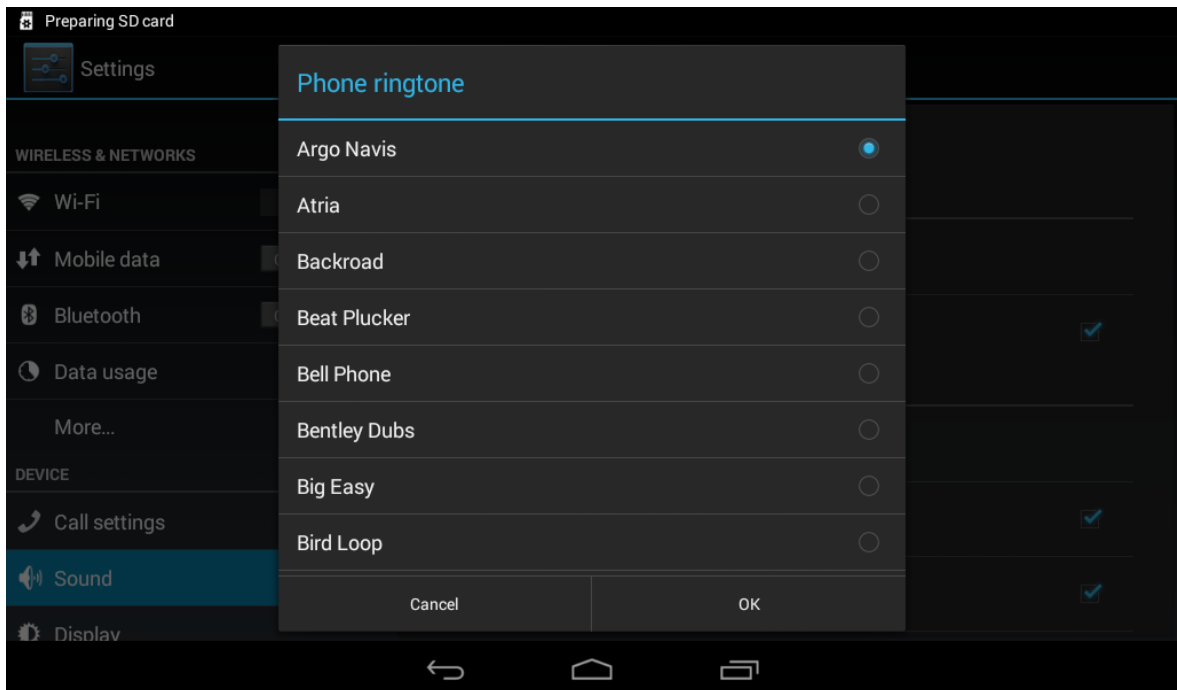 Preparing SD card
Settings
Phone ringtone
WIRELESS & NETWORKS
Wi-Fi
Mobile data
Bluetooth
Data usage
More...
DEVICE
Call settings
Sound
Display
Argo Navis
Atria
Backroad
Beat Plucker
Bell Phone
Bentley Dubs
Big Easy
Bird Loop
Cancel
OK